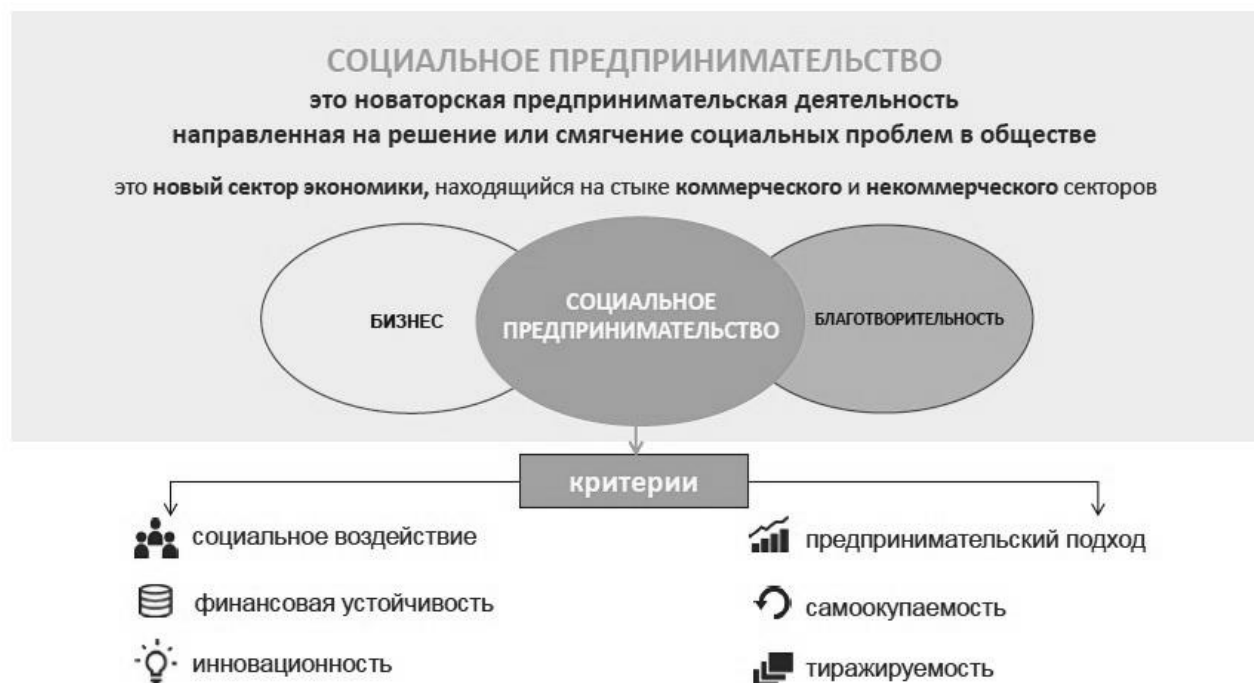 СОЦИАЛЬНОЕ ПРЕДПРИНИМАТЕЛЬСТВО
это новаторская предпринимательская деятельность
направленная на решение или смягчение социальных проблем в обществе
это новый сектор экономики, находящийся на стыке коммерческого и некоммерческого секторов
БИЗНЕС
СОЦИАЛЬНОЕ
ПРЕДПРИНИМАТЕЛЬСТВО
БЛАГОТВОРИТЕЛЬНОСТЬ
критерии
социальное воздействие
финансовая устойчивость
инновационность
предпринимательский подход
самоокупаемость
тиражируемость